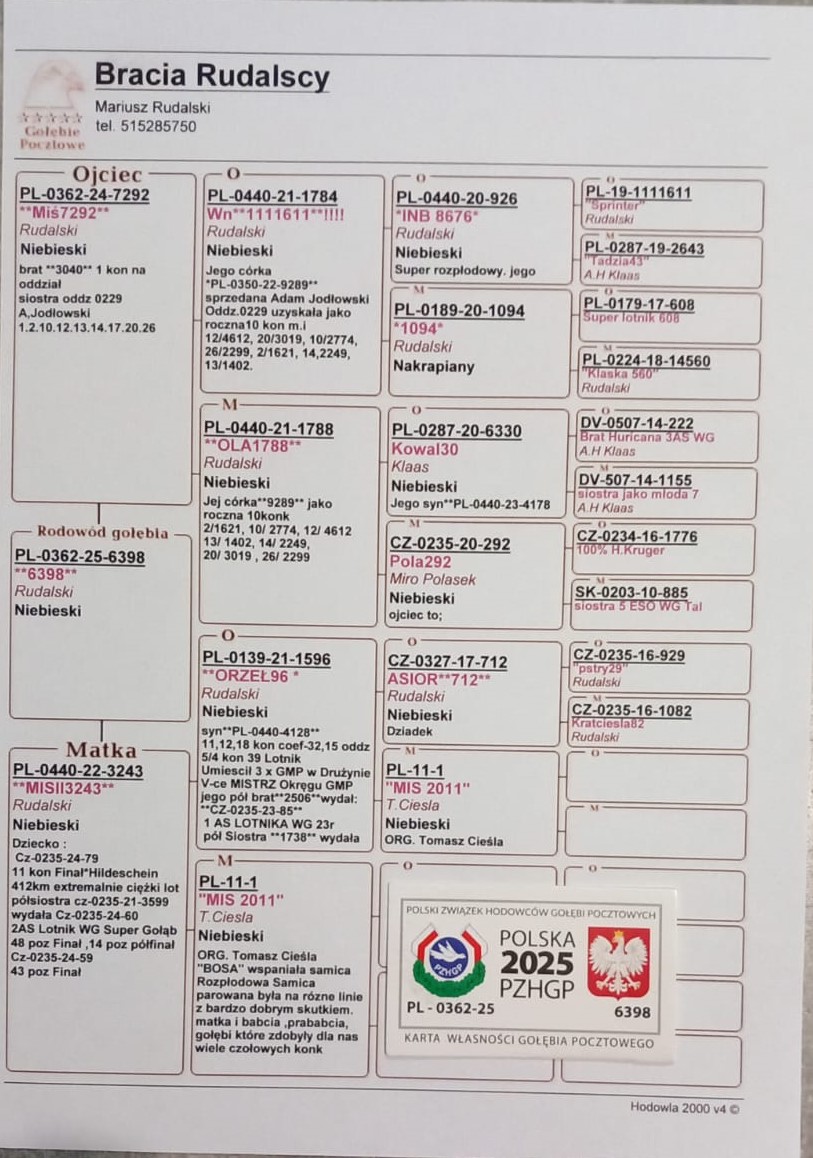 Bracia Rudalscy
Mariusz Rudalski
tel. 515285750
Gołębie
Pocztowe
Ojciec
PL-0362-24-7292
**Miś7292**
Rudalski
Niebieski
brat **3040** 1 kon na
oddział
siostra oddz 0229
A,Jodłowski
1.2.10.12.13.14.17.20.26
Rodowód gołębia
PL-0362-25-6398
**6398**
Rudalski
Niebieski
Matka
PL-0440-22-3243
**MISII3243**
Rudalski
Niebieski
Dziecko :
Cz-0235-24-79
11 kon Finał*Hildeschein
412km extremalnie ciężki lot
półsiostra cz-0235-21-3599
wydała Cz-0235-24-60
2AS Lotnik WG Super Gołąb
48 poz Finał ,14 poz półfinał
Cz-0235-24-59
43 poz Finał
O
PL-0440-21-1784
Wn**1111611**!!!!
Rudalski
Niebieski
Jego córka
*PL-0350-22-9289**
sprzedana Adam Jodłowski
Oddz.0229 uzyskała jako
roczna10 kon m.i
12/4612, 20/3019, 10/2774,
26/2299, 2/1621, 14,2249,
13/1402.
M
PL-0440-21-1788
**OLA1788**
Rudalski
Niebieski
Jej córka**9289** jako
roczna 10konk
2/1621, 10/ 2774, 12/ 4612
13/ 1402, 14/ 2249,
20/ 3019 , 26/ 2299
O
PL-0139-21-1596
**ORZEŁ96 *
Rudalski
Niebieski
syn**PL-0440-4128**
11,12,18 kon coef-32,15 oddz
5/4 kon 39 Lotnik
Umiescił 3 x GMP w Drużynie
V-ce MISTRZ Okręgu GMP
jego pół brat**2506**wydał:
**CZ-0235-23-85**
1 AS LOTNIKA WG 23r
pół Siostra **1738** wydała
M
PL-11-1
"MIS 2011"
T.Ciesla
Niebieski
ORG. Tomasz Cieśla
"BOSA" wspaniała samica
Rozpłodowa Samica
parowana była na rózne linie
z bardzo dobrym skutkiem.
matka i babcia ,prababcia,
gołębi które zdobyły dla nas
wiele czołowych konk
O
PL-0440-20-926
*INB 8676*
Rudalski
Niebieski
Super rozpłodowy. jego
M
PL-0189-20-1094
*1094*
Rudalski
Nakrapiany
O
PL-0287-20-6330
Kowal30
Klaas
Niebieski
Jego syn**PL-0440-23-4178
M
CZ-0235-20-292
Pola292
Miro Polasek
Niebieski
ojciec to;
O
CZ-0327-17-712
ASIOR**712**
Rudalski
Niebieski
Dziadek
M
PL-11-1
"MIS 2011"
T.Ciesla
Niebieski
ORG. Tomasz Cieśla
O
O
PL-19-1111611
"Sprinter"
Rudalski
M
PL-0287-19-2643
"Tadzia43"
A.H Klaas
O
PL-0179-17-608
Super lotnik 608
M
PL-0224-18-14560
"Klaska 560"
Rudalski
O
DV-0507-14-222
Brat Huricana 3AS WG
A.H Klaas
M
DV-507-14-1155
siostra jako młoda 7
A.H Klaas
O
CZ-0234-16-1776
100% H.Kruger
M
SK-0203-10-885
siostra 5 ESO WG Tal
O
CZ-0235-16-929
"pstry29"
Rudalski
M
CZ-0235-16-1082
Kratciesla82
Rudalski
O
M
O
POLSKI ZWIĄZEK HODOWCÓW GOŁĘBI POCZTOWYCH
PZHGP
POLSKA
2025
PZHGP
PL - 0362-25
6398
KARTA WŁASNOŚCI GOŁĘBIA POCZTOWEGO
Hodowla 2000 v4 ©